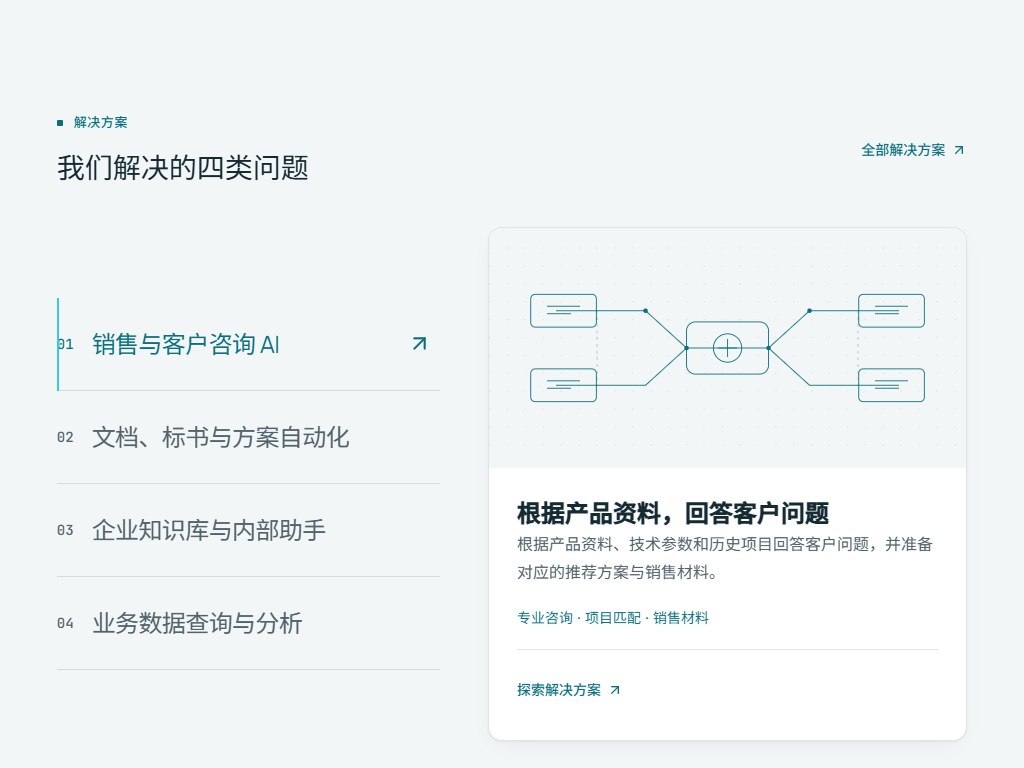 解决方案
我们解决的四类问题
全部解决方案
01 销售与客户咨询 AI
02 文档、标书与方案自动化
03 企业知识库与内部助手
04 业务数据查询与分析
根据产品资料，回答客户问题
根据产品资料、技术参数和历史项目回答客户问题，并准备
对应的推荐方案与销售材料。
专业咨询 · 项目匹配 · 销售材料
探索解决方案